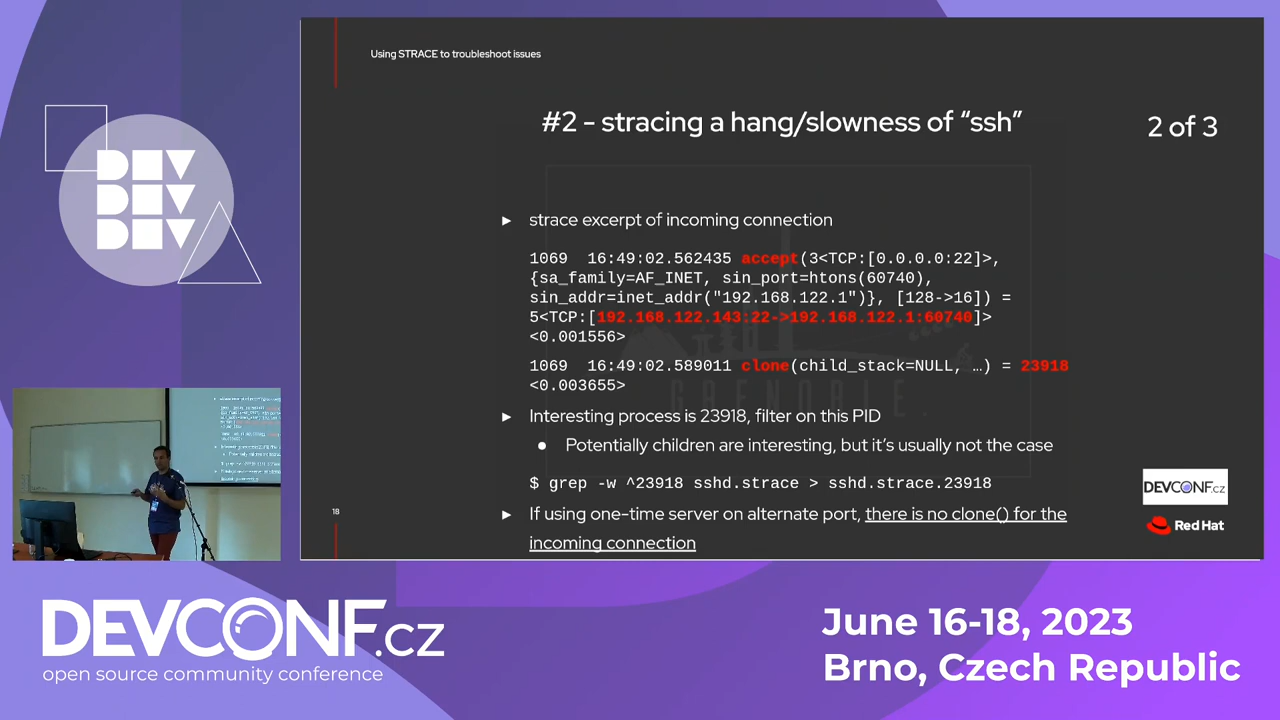 Using STRACE to troubleshoot issues
#2 - stracing a hang/slowness of “ssh”
2 of 3
► strace excerpt of incoming connection
1069  16:49:02.562435 accept(3<TCP:[0.0.0.0:22]>,
{sa_family=AF_INET, sin_port=htons(60740),
sin_addr=inet_addr("192.168.122.1")}, [128->16]) =
5<TCP:[192.168.122.143:22->192.168.122.1:60740]>
<0.001556>
1069  16:49:02.589011 clone(child_stack=NULL, …) = 23918
<0.003655>
► Interesting process is 23918, filter on this PID
● Potentially children are interesting, but it’s usually not the case
$ grep -w ^23918 sshd.strace > sshd.strace.23918
► If using one-time server on alternate port, there is no clone() for the
incoming connection
18
GRENOBLE
DEVCONF.cz
Red Hat
DEV
DEV
DEV
DEVCONF.cz
open source community conference
June 16-18, 2023
Brno, Czech Republic